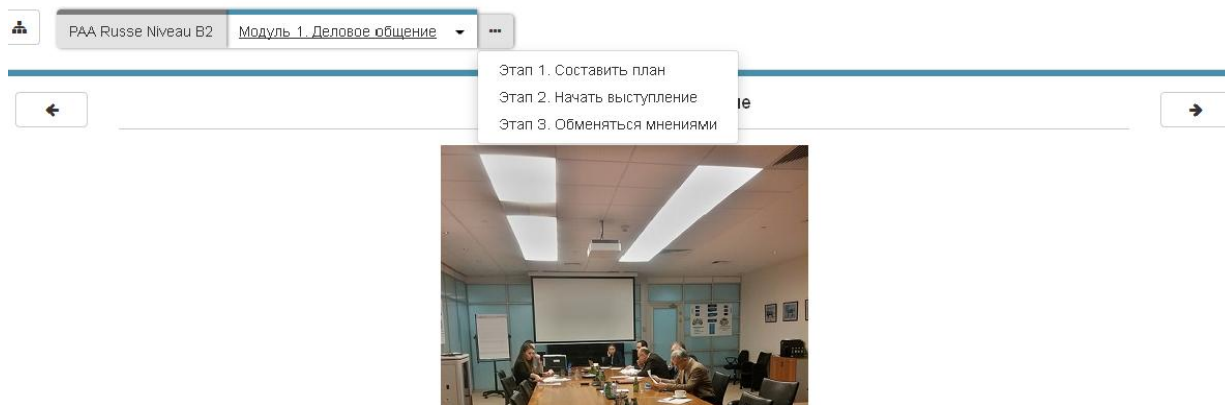 PAA Russe Niveau B2
Модуль 1. Деловое общение
Этап 1. Составить план
Этап 2. Начать выступление
Этап 3. Обменяться мнениями